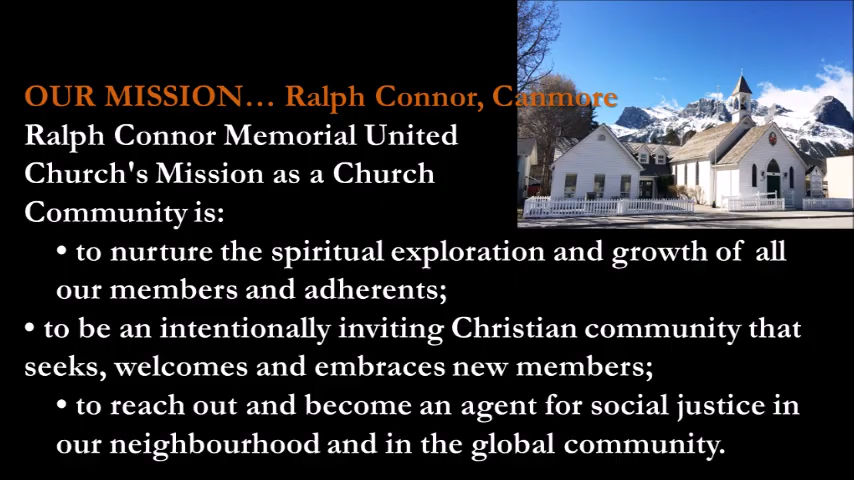 OUR MISSION… Ralph Connor, Canmore
Ralph Connor Memorial United
Church's Mission as a Church
Community is:
• to nurture the spiritual exploration and growth of all
our members and adherents;
• to be an intentionally inviting Christian community that
seeks, welcomes and embraces new members;
• to reach out and become an agent for social justice in
our neighbourhood and in the global community.